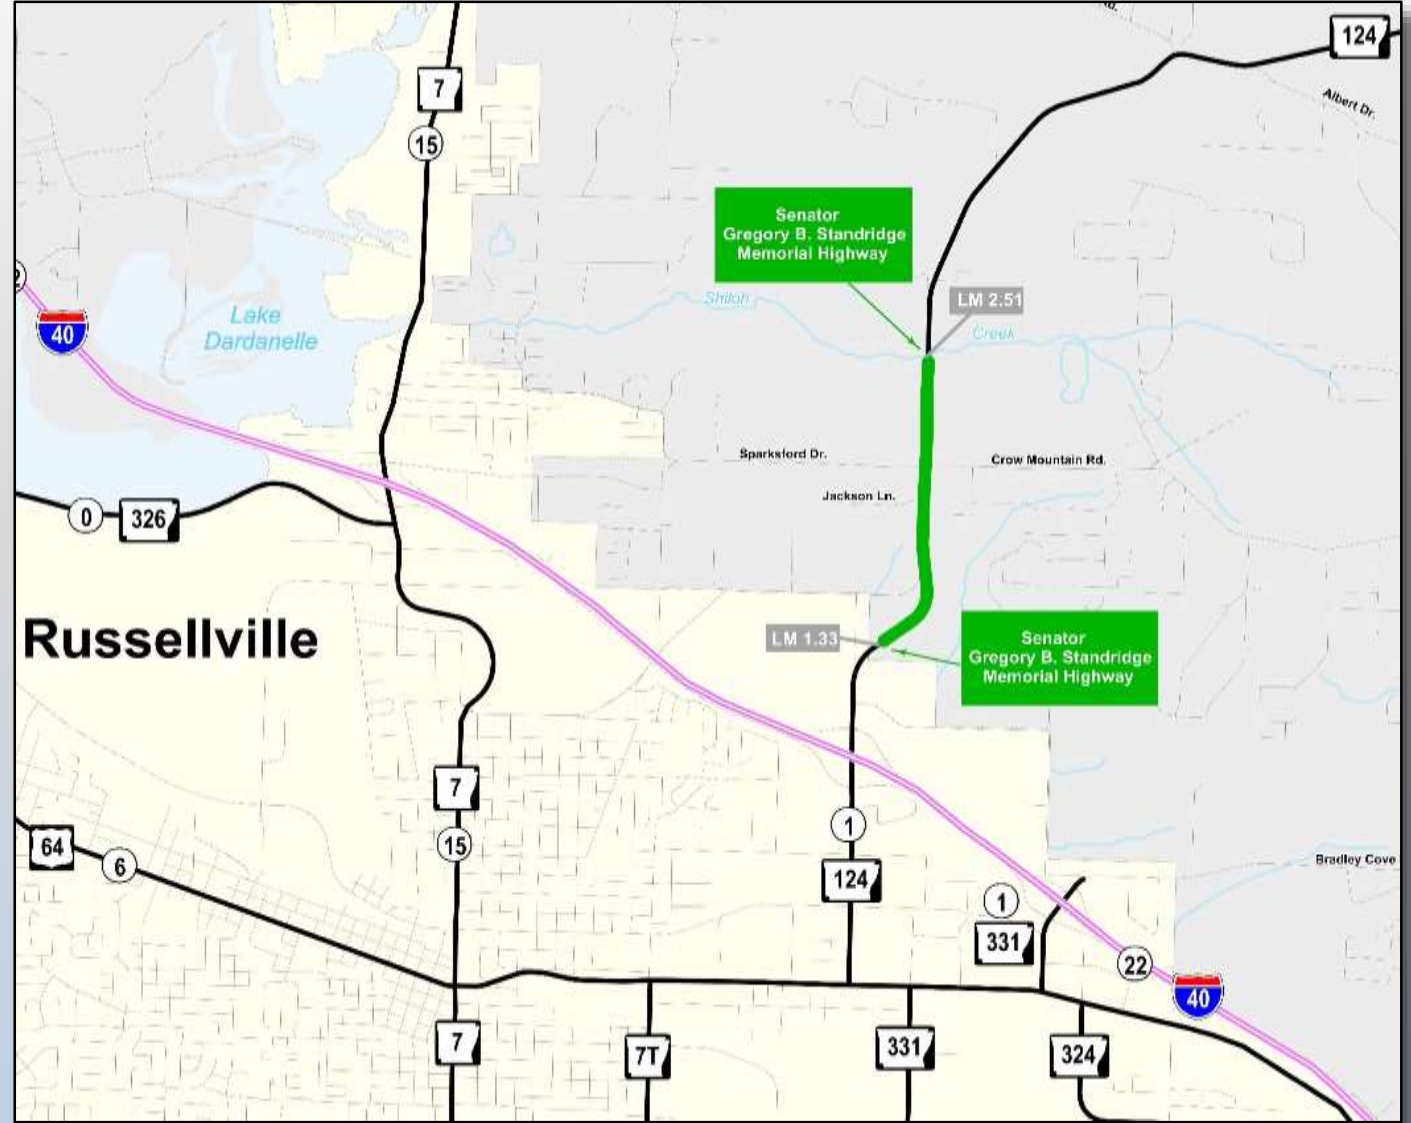 124
Albert Dr.
7
15
Senator
Gregory B. Standridge
Memorial Highway
LM 2.51
Shiloh
Creek
Lake
Dardanelle
40
Sparksford Dr.
Crow Mountain Rd.
Jackson Ln.
0
326
Russellville
LM 1.33
Senator
Gregory B. Standridge
Memorial Highway
7
15
64
6
1
124
Bradley Cove
1
331
22
40
7
7T
331
324